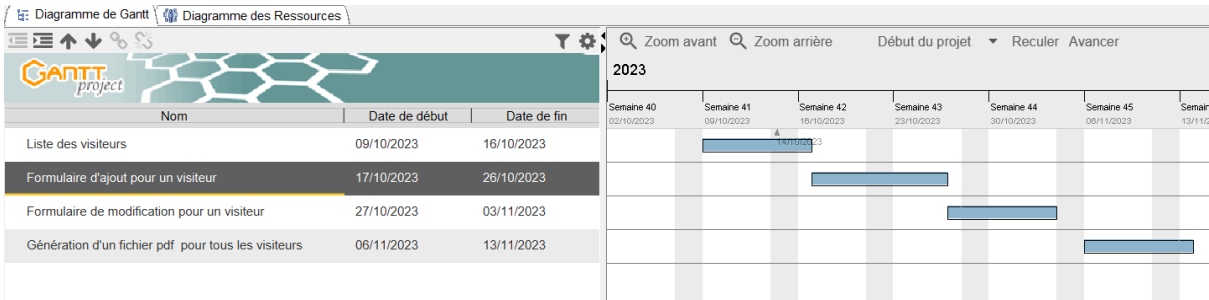 Diagramme de Gantt Diagramme des Ressources
Zoom avant Zoom arrière Début du projet Reculer Avancer
GANTT
project
2023
Semaine 40 Semaine 41 Semaine 42 Semaine 43 Semaine 44 Semaine 45 Semain
02/10/2023 09/10/2023 16/10/2023 23/10/2023 30/10/2023 06/11/2023 13/11/2
Nom Date de début Date de fin
14/10/2023
Liste des visiteurs 09/10/2023 16/10/2023
Formulaire d'ajout pour un visiteur 17/10/2023 26/10/2023
Formulaire de modification pour un visiteur 27/10/2023 03/11/2023
Génération d'un fichier pdf pour tous les visiteurs 06/11/2023 13/11/2023